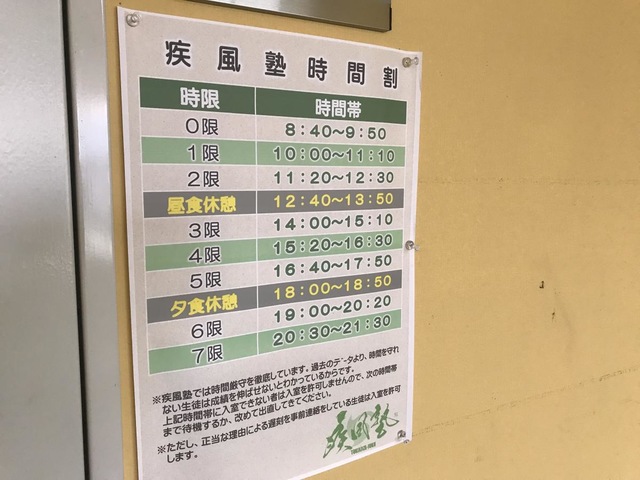 疾風塾時間割
時限 時間帯
0限 8：40～9：50
1限 10：00～11：10
2限 11：20～12：30
昼食休憩 12：40～13：50
3限 14：00～15：10
4限 15：20～16：30
5限 16：40～17：50
夕食休憩 18：00～18：50
6限 19：00～20：20
7限 20：30～21：30
※疾風塾では時間厳守を徹底しています。過去のデータより、時間を守れ
ない生徒は成績を伸ばせないとわかっているからです。
上記時間帯に入室できない者は入室を許可しませんので、次の時間帯
まで待機するか、改めて出直してきてください。
※ただし、正当な理由による遅刻を事前連絡をしている生徒は入室を許可
します。
疾風塾